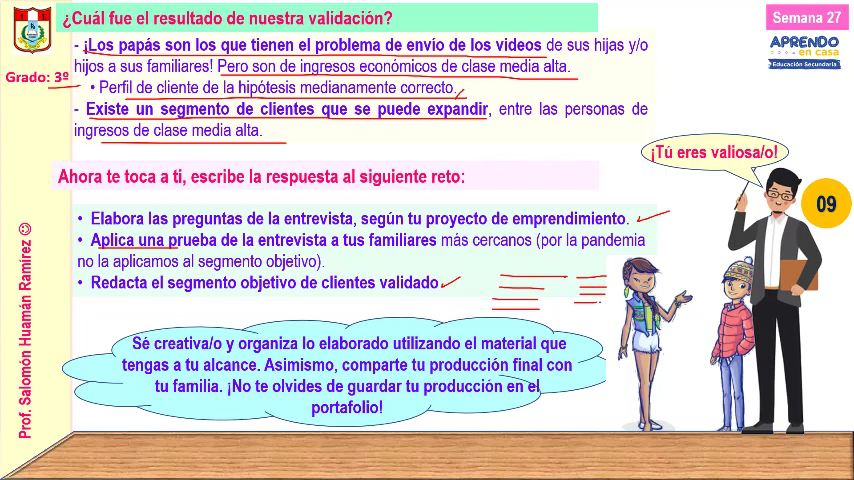 ¿Cuál fue el resultado de nuestra validación?
Semana 27
APRENDO
en casa
Educación Secundaria
Grado: 3º
- ¡Los papás son los que tienen el problema de envío de los videos de sus hijas y/o
hijos a sus familiares! Pero son de ingresos económicos de clase media alta.
• Perfil de cliente de la hipótesis medianamente correcto.
- Existe un segmento de clientes que se puede expandir, entre las personas de
ingresos de clase media alta.
¡Tú eres valiosa/o!
Ahora te toca a ti, escribe la respuesta al siguiente reto:
09
• Elabora las preguntas de la entrevista, según tu proyecto de emprendimiento.
• Aplica una prueba de la entrevista a tus familiares más cercanos (por la pandemia
no la aplicamos al segmento objetivo).
• Redacta el segmento objetivo de clientes validado
Prof. Salomón Huamán Ramírez ☺
Sé creativa/o y organiza lo elaborado utilizando el material que
tengas a tu alcance. Asimismo, comparte tu producción final con
tu familia. ¡No te olvides de guardar tu producción en el
portafolio!